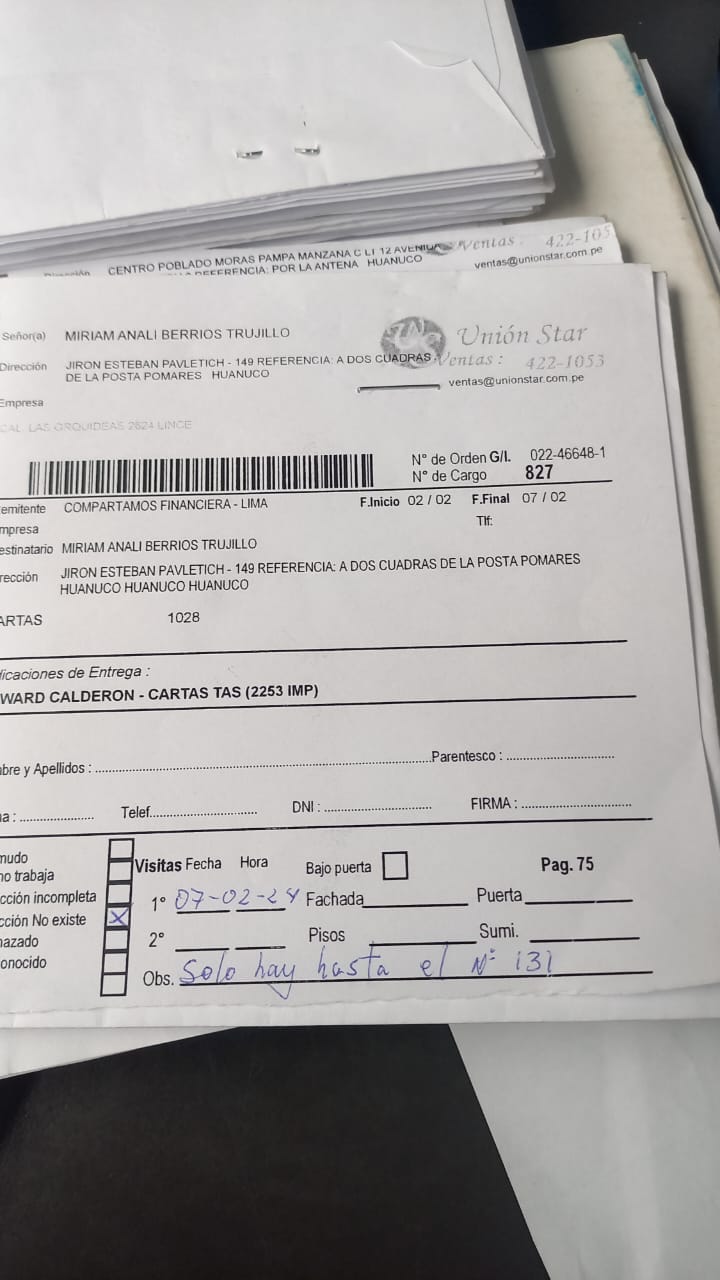 CENTRO POBLADO MORAS PAMPA MANZANA C LT 12 AVENIDA Ventas : 422-105
REFERENCIA: POR LA ANTENA HUANUCO ventas@unionstar.com.pe
Señor(a) MIRIAM ANALI BERRIOS TRUJILLO Unión Star
Dirección JIRON ESTEBAN PAVLETICH - 149 REFERENCIA: A DOS CUADRAS Ventas : 422-1053
DE LA POSTA POMARES HUANUCO ventas@unionstar.com.pe
Empresa
CAL. LAS ORQUIDEAS 2624 LINCE
N° de Orden G/I. 022-46648-1
N° de Cargo 827
emitente COMPARTAMOS FINANCIERA - LIMA F.Inicio 02 / 02 F.Final 07 / 02
mpresa Tlf:
estinatario MIRIAM ANALI BERRIOS TRUJILLO
rección JIRON ESTEBAN PAVLETICH - 149 REFERENCIA: A DOS CUADRAS DE LA POSTA POMARES
HUANUCO HUANUCO HUANUCO
ARTAS 1028
icaciones de Entrega :
WARD CALDERON - CARTAS TAS (2253 IMP)
bre y Apellidos : Parentesco :
a : Telef. DNI : FIRMA :
mudo
no trabaja Visitas Fecha Hora Bajo puerta Pag. 75
cción incompleta 1° 07-02-24 Fachada Puerta
cción No existe X
hazado 2° Pisos Sumi.
onocido Obs. Solo hay hasta el N° 131